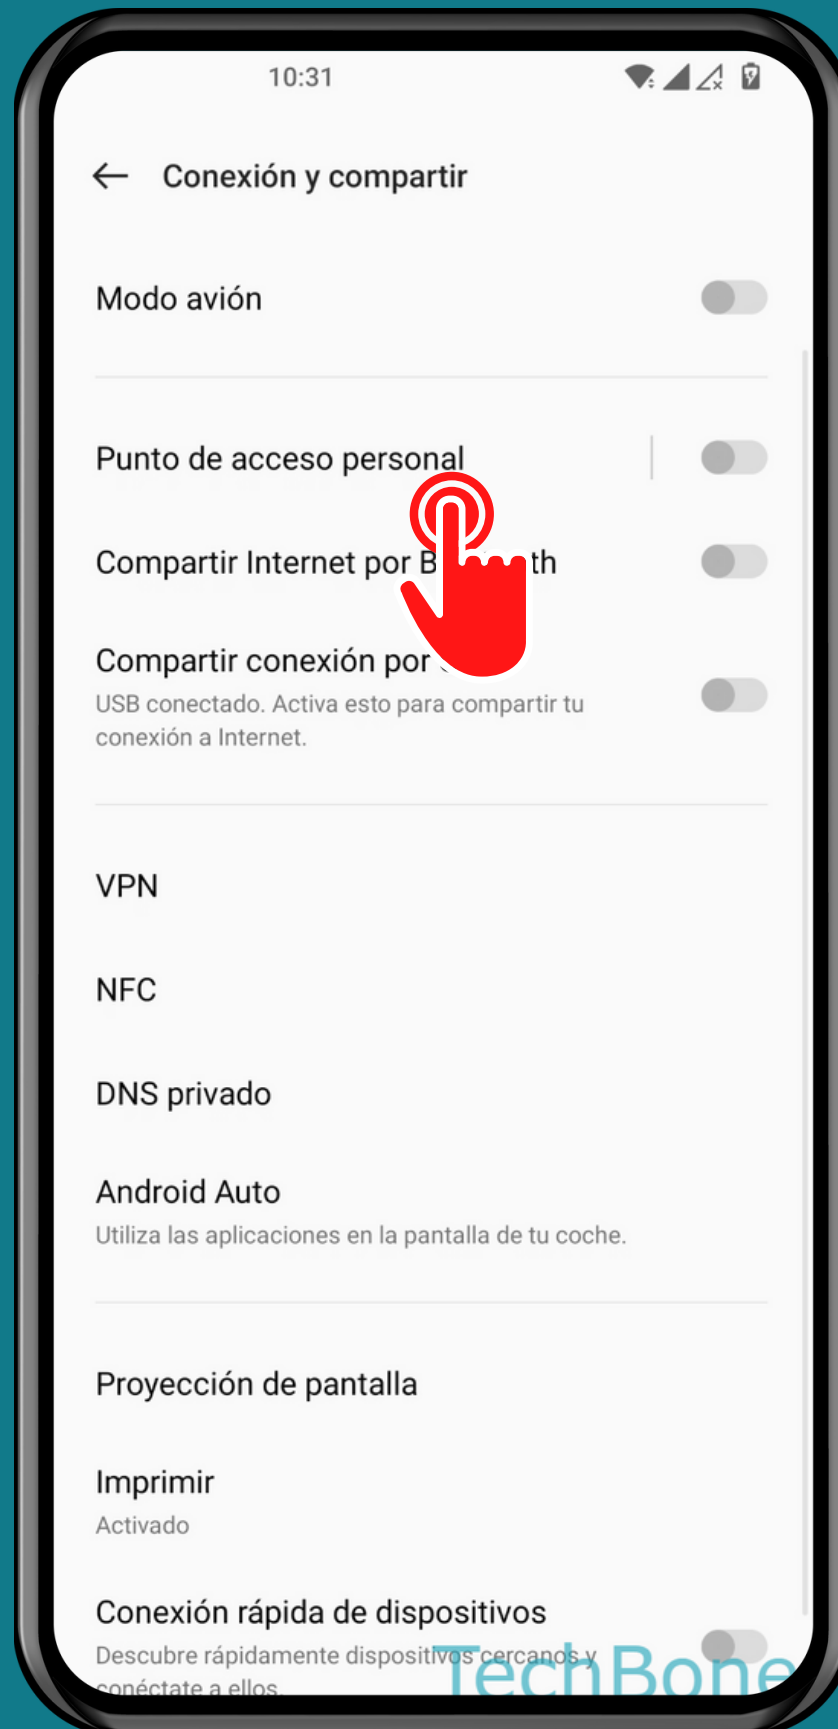 10:31
Conexión y compartir
Modo avión
Punto de acceso personal
Compartir Internet por B th
Compartir conexión por
USB conectado. Activa esto para compartir tu
conexión a Internet.
VPN
NFC
DNS privado
Android Auto
Utiliza las aplicaciones en la pantalla de tu coche.
Proyección de pantalla
Imprimir
Activado
Conexión rápida de dispositivos
Descubre rápidamente dispositivos cercanos y
conéctate a ellos.
TechBone